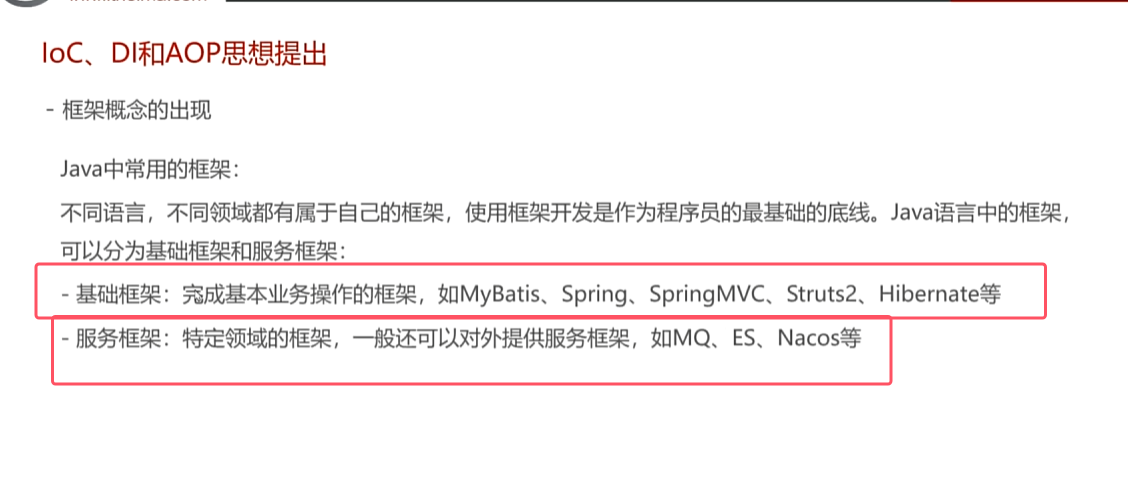 IoC、DI和AOP思想提出
- 框架概念的出现
Java中常用的框架：
不同语言，不同领域都有属于自己的框架，使用框架开发是作为程序员的最基础的底线。Java语言中的框架，
可以分为基础框架和服务框架：
- 基础框架：完成基本业务操作的框架，如MyBatis、Spring、SpringMVC、Struts2、Hibernate等
- 服务框架：特定领域的框架，一般还可以对外提供服务框架，如MQ、ES、Nacos等